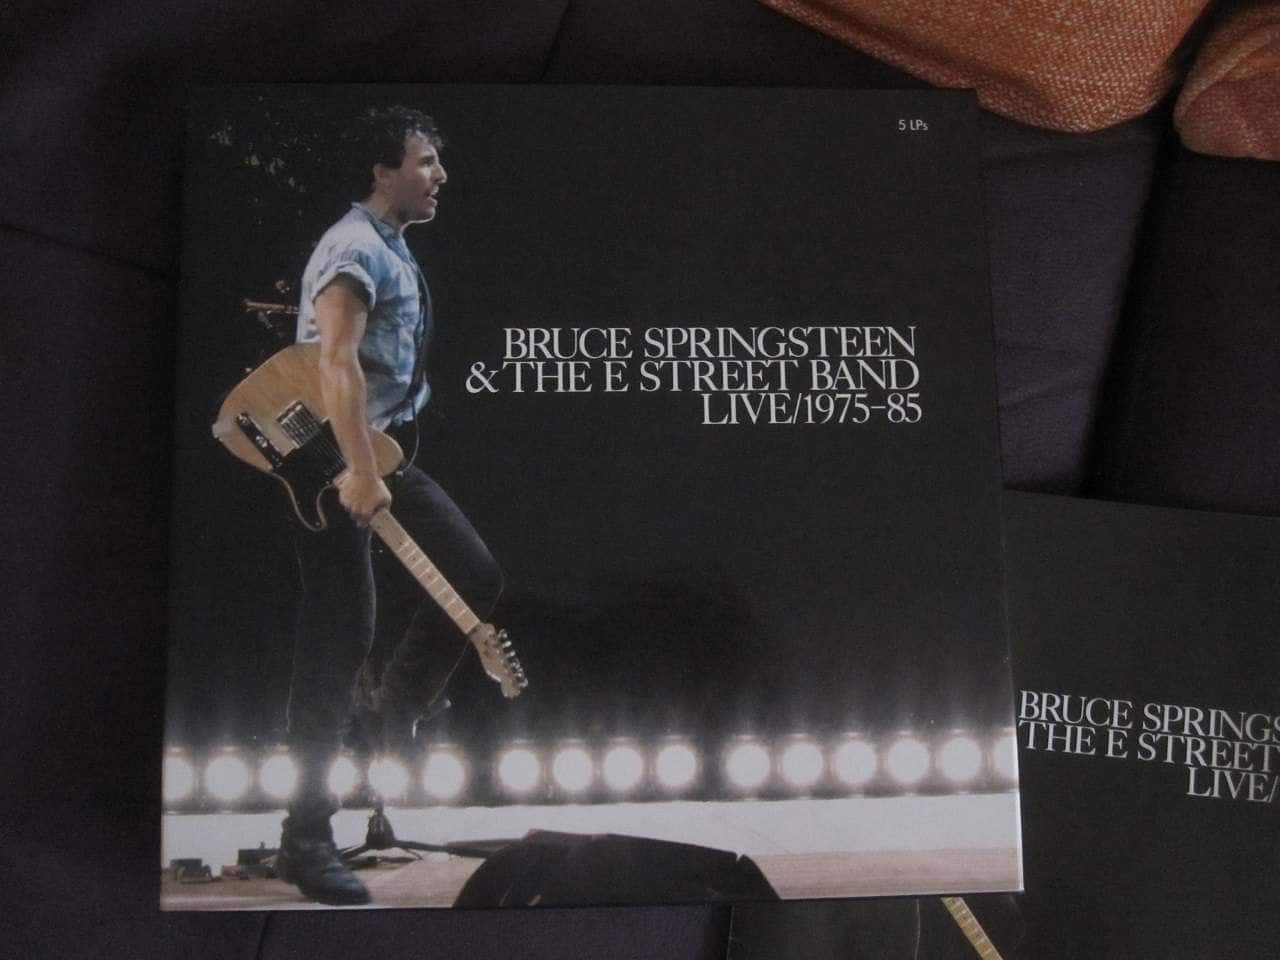 5 LPs
BRUCE SPRINGSTEEN
& THE E STREET BAND
LIVE/1975-85
BRUCE SPRINGS
THE E STREET
LIVE/